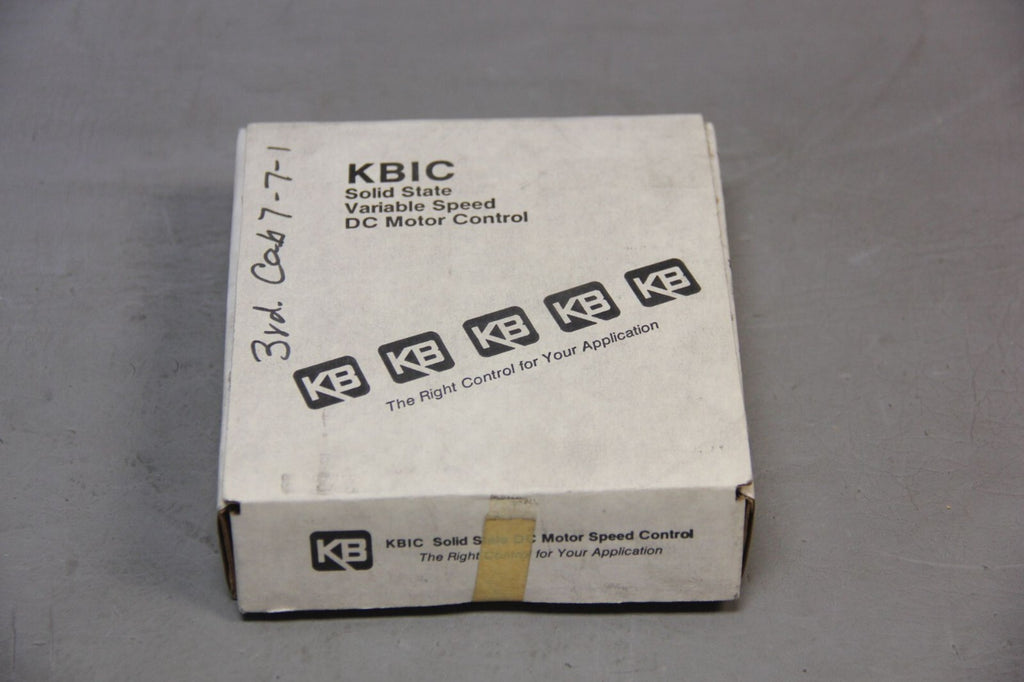 3rd. Cab 7-7-1
KBIC
Solid State
Variable Speed
DC Motor Control
KB KB KB KB KB
The Right Control for Your Application
KB
KBIC Solid State DC Motor Speed Control
The Right Control for Your Application